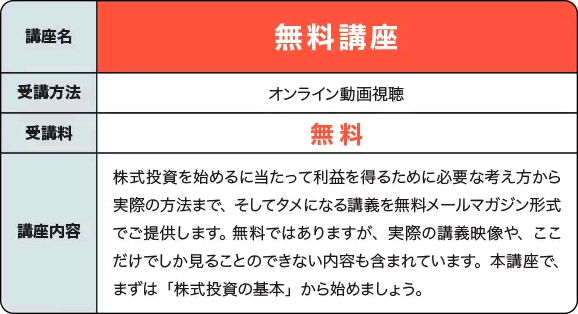 講座名
無料講座
受講方法
オンライン動画視聴
受講料
無料
講座内容
株式投資を始めるに当たって利益を得るために必要な考え方から
実際の方法まで、そしてタメになる講義を無料メールマガジン形式
でご提供します。無料ではありますが、実際の講義映像や、ここ
だけでしか見ることのできない内容も含まれています。本講座で、
まずは「株式投資の基本」から始めましょう。